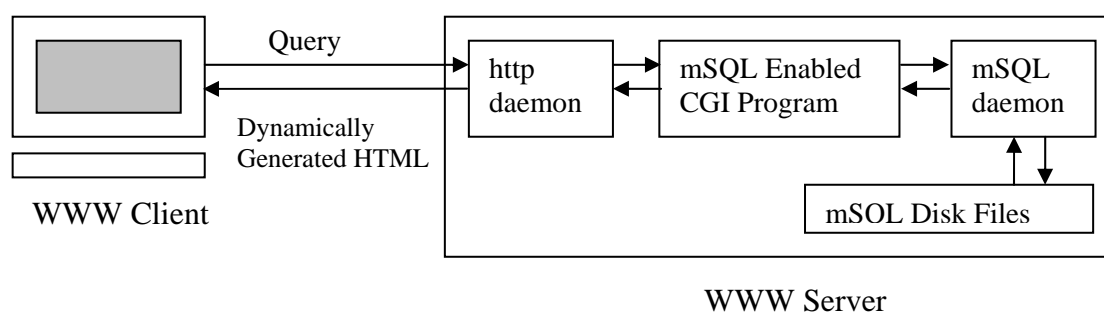 Query
http
daemon
mSQL Enabled
CGI Program
mSQL
daemon
Dynamically
Generated HTML
WWW Client
mSOL Disk Files
WWW Server